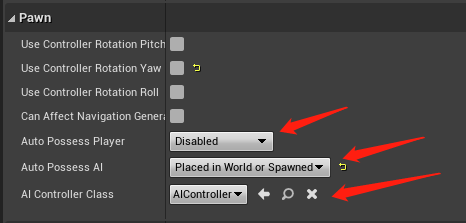 Pawn
Use Controller Rotation Pitch
Use Controller Rotation Yaw
Use Controller Rotation Roll
Can Affect Navigation Genera
Auto Possess Player Disabled
Auto Possess AI Placed in World or Spawned
AI Controller Class AIController